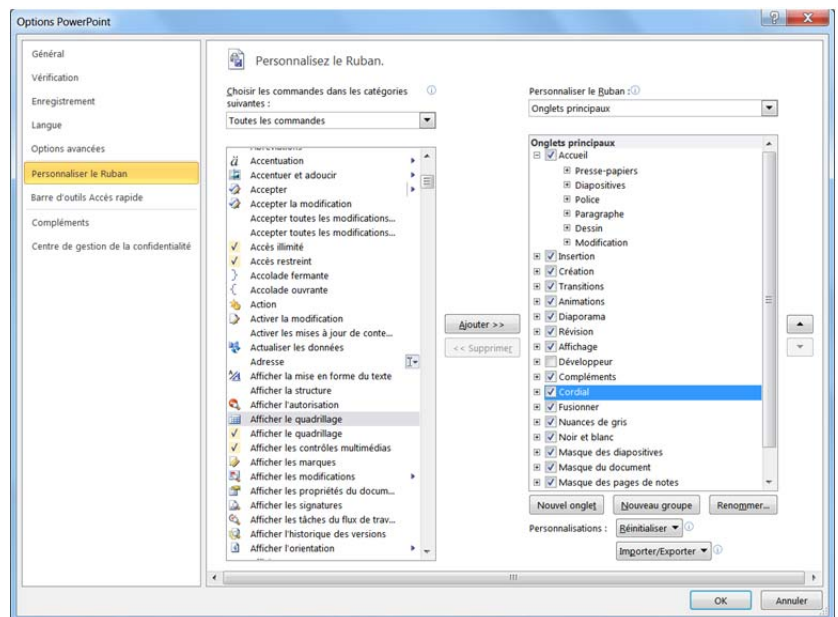 Options PowerPoint
Général
Vérification
Enregistrement
Langue
Options avancées
Personnaliser le Ruban
Barre d'outils Accès rapide
Compléments
Centre de gestion de la confidentialité
Personnalisez le Ruban.
Choisir les commandes dans les catégories suivantes :
Toutes les commandes
Accentuation
Accentuer et adoucir
Accepter
Accepter la modification
Accepter toutes les modifications...
Accepter toutes les modifications...
Accès illimité
Accès restreint
Accolade fermante
Accolade ouvrante
Action
Activer la modification
Activer les mises à jour de conte...
Actualiser les données
Adresse
Afficher la mise en forme du texte
Afficher la structure
Afficher l'autorisation
Afficher le quadrillage
Afficher le quadrillage
Afficher les contrôles multimédias
Afficher les marques
Afficher les modifications
Afficher les propriétés du docum...
Afficher les signatures
Afficher les tâches du flux de trav...
Afficher l'historique des versions
Afficher l'orientation
Ajouter >>
<< Supprimer
Personnaliser le Ruban :
Onglets principaux
Onglets principaux
Accueil
Presse-papiers
Diapositives
Police
Paragraphe
Dessin
Modification
Insertion
Création
Transitions
Animations
Diaporama
Révision
Affichage
Développeur
Compléments
Cordial
Fusionner
Nuances de gris
Noir et blanc
Masque des diapositives
Masque du document
Masque des pages de notes
Nouvel onglet
Nouveau groupe
Renommer...
Personnalisations :
Réinitialiser
Importer/Exporter
OK
Annuler